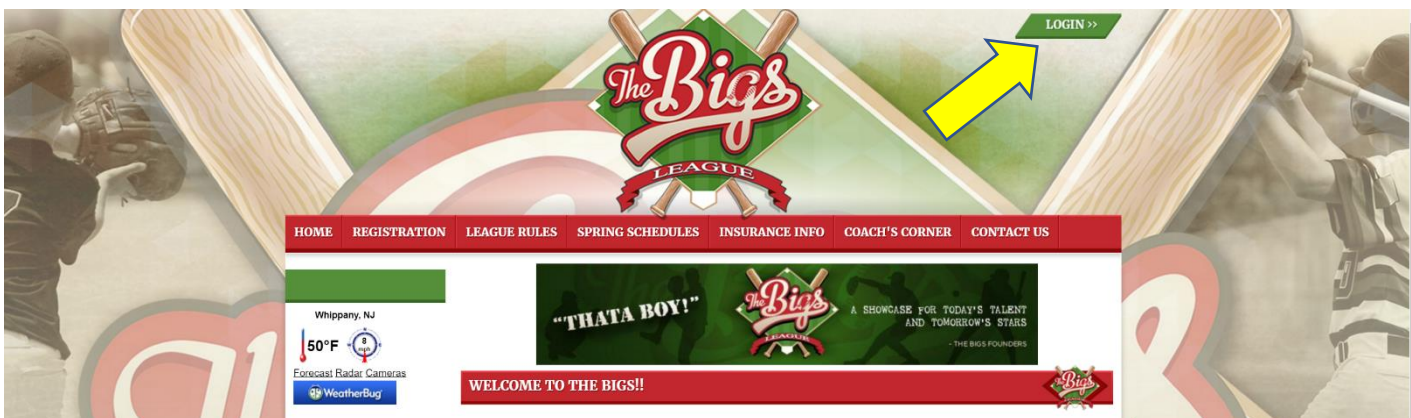 LOGIN >>
The Bigs
LEAGUE
HOME REGISTRATION LEAGUE RULES SPRING SCHEDULES INSURANCE INFO COACH'S CORNER CONTACT US
"THATA BOY!"
The Bigs
LEAGUE
A SHOWCASE FOR TODAY'S TALENT
AND TOMORROW'S STARS
- THE BIGS FOUNDERS
Whippany, NJ
50°F
8
mph
Forecast Radar Cameras
WeatherBug
WELCOME TO THE BIGS!!
The Bigs